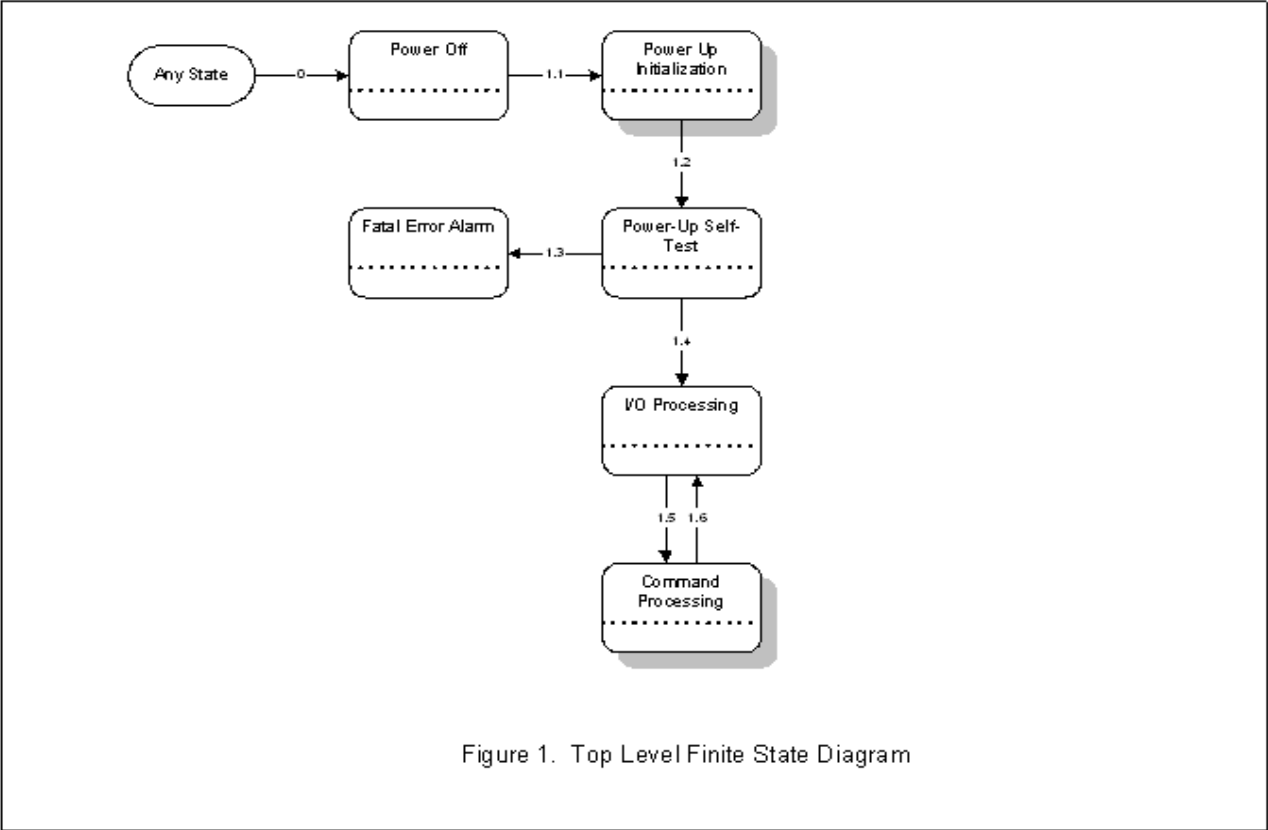 Any State
0
Power Off
1.1
Power Up
Initialization
1.2
Fatal Error Alarm
1.3
Power-Up Self-
Test
1.4
I/O Processing
1.5
1.6
Command
Processing
Figure 1. Top Level Finite State Diagram